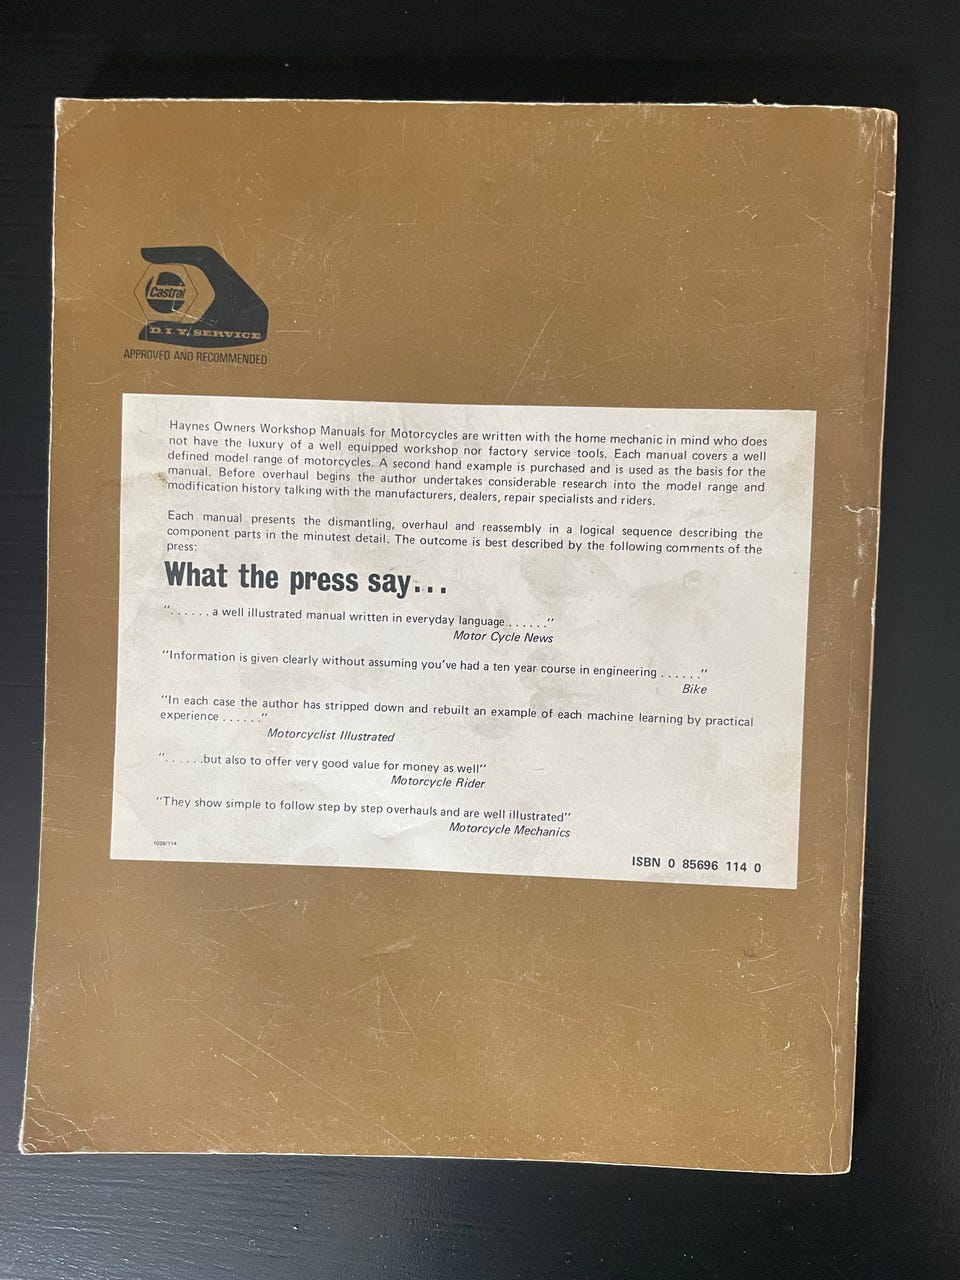 Castrol
D.I.Y. SERVICE
APPROVED AND RECOMMENDED
Haynes Owners Workshop Manuals for Motorcycles are written with the home mechanic in mind who does
not have the luxury of a well equipped workshop nor factory service tools. Each manual covers a well
defined model range of motorcycles. A second hand example is purchased and is used as the basis for the
manual. Before overhaul begins the author undertakes considerable research into the model range and
modification history talking with the manufacturers, dealers, repair specialists and riders.
Each manual presents the dismantling, overhaul and reassembly in a logical sequence describing the
component parts in the minutest detail. The outcome is best described by the following comments of the
press:
What the press say...
"......a well illustrated manual written in everyday language......"
Motor Cycle News
"Information is given clearly without assuming you've had a ten year course in engineering......"
Bike
"In each case the author has stripped down and rebuilt an example of each machine learning by practical
experience......"
Motorcyclist Illustrated
"......but also to offer very good value for money as well"
Motorcycle Rider
"They show simple to follow step by step overhauls and are well illustrated"
Motorcycle Mechanics
1026/114
ISBN 0 85696 114 0